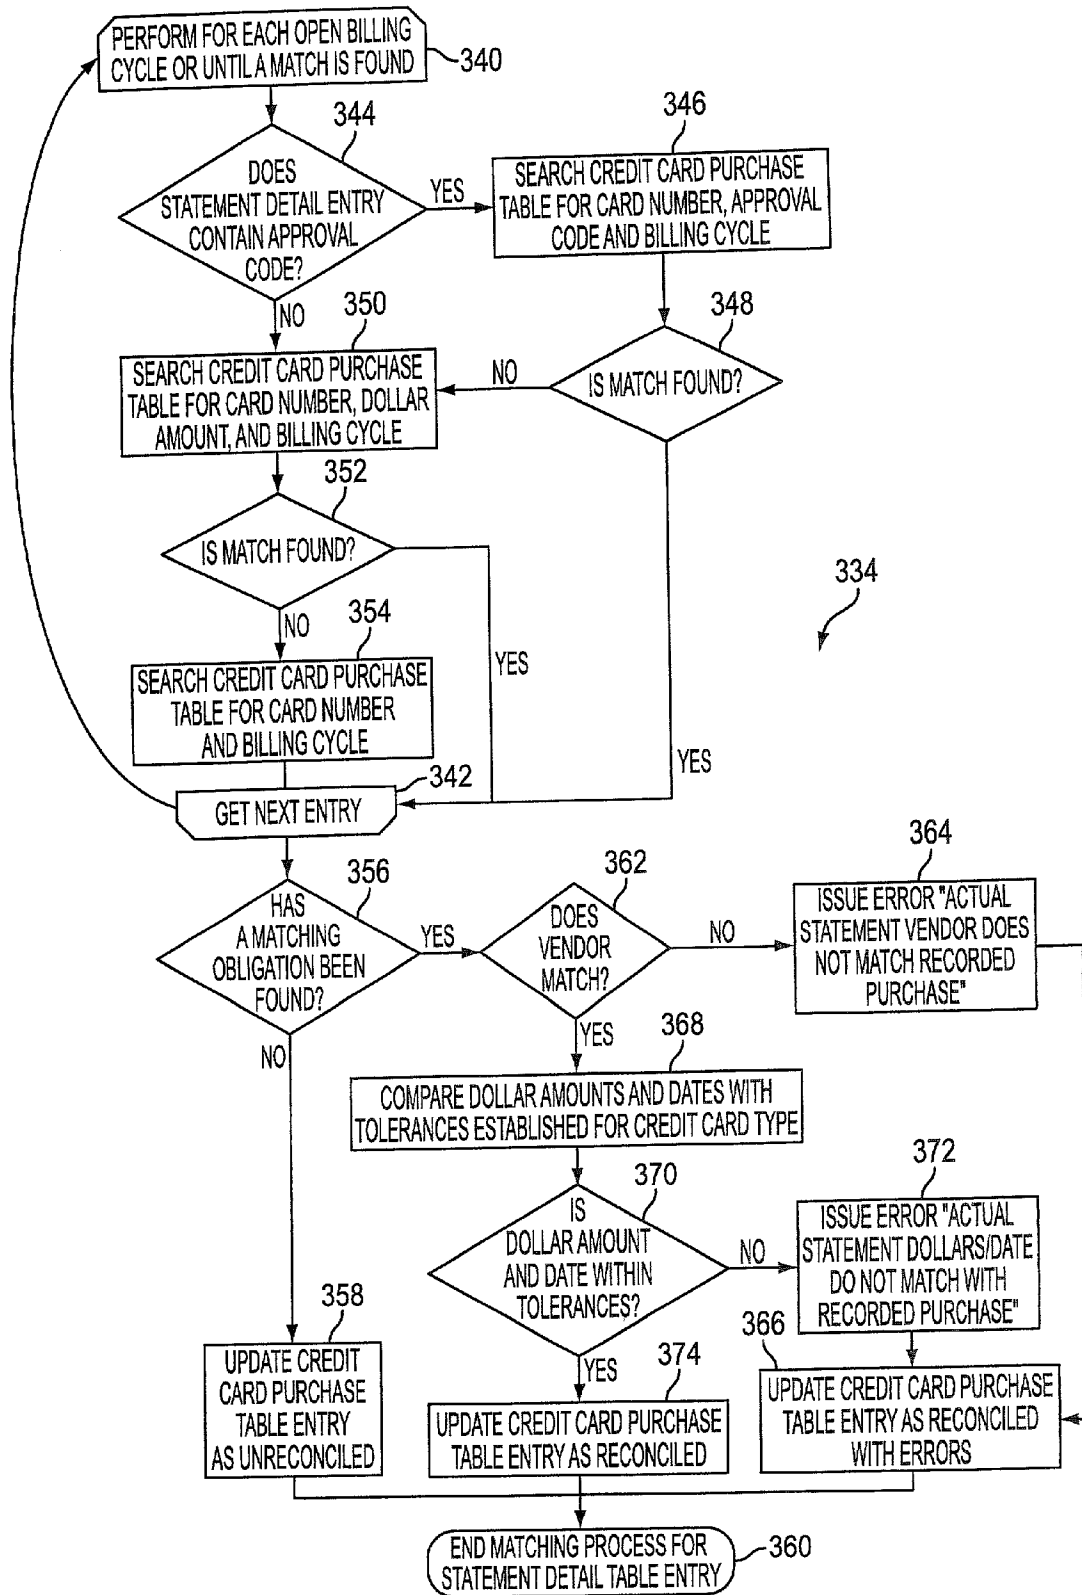 PERFORM FOR EACH OPEN BILLING
CYCLE OR UNTIL A MATCH IS FOUND
340
344
DOES
STATEMENT DETAIL ENTRY
CONTAIN APPROVAL
CODE?
YES
NO
346
SEARCH CREDIT CARD PURCHASE
TABLE FOR CARD NUMBER, APPROVAL
CODE AND BILLING CYCLE
348
IS MATCH FOUND?
NO
YES
350
SEARCH CREDIT CARD PURCHASE
TABLE FOR CARD NUMBER, DOLLAR
AMOUNT, AND BILLING CYCLE
352
IS MATCH FOUND?
NO
YES
334
354
SEARCH CREDIT CARD PURCHASE
TABLE FOR CARD NUMBER
AND BILLING CYCLE
342
GET NEXT ENTRY
356
HAS
A MATCHING
OBLIGATION BEEN
FOUND?
YES
NO
362
DOES
VENDOR
MATCH?
NO
YES
364
ISSUE ERROR "ACTUAL
STATEMENT VENDOR DOES
NOT MATCH RECORDED
PURCHASE"
368
COMPARE DOLLAR AMOUNTS AND DATES WITH
TOLERANCES ESTABLISHED FOR CREDIT CARD TYPE
370
IS
DOLLAR AMOUNT
AND DATE WITHIN
TOLERANCES?
NO
YES
372
ISSUE ERROR "ACTUAL
STATEMENT DOLLARS/DATE
DO NOT MATCH WITH
RECORDED PURCHASE"
358
UPDATE CREDIT
CARD PURCHASE
TABLE ENTRY
AS UNRECONCILED
374
UPDATE CREDIT CARD PURCHASE
TABLE ENTRY AS RECONCILED
366
UPDATE CREDIT CARD PURCHASE
TABLE ENTRY AS RECONCILED
WITH ERRORS
END MATCHING PROCESS FOR
STATEMENT DETAIL TABLE ENTRY
360